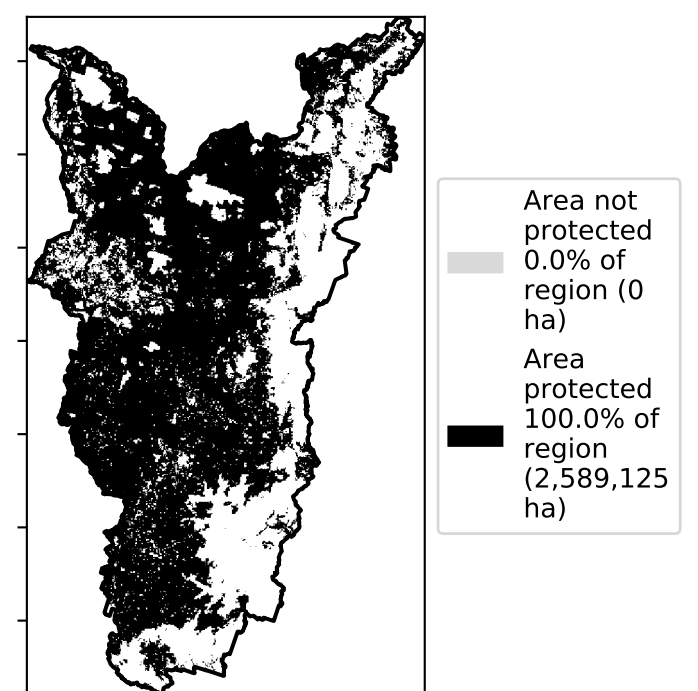 Area not
protected
0.0% of
region (0
ha)
Area
protected
100.0% of
region
(2,589,125
ha)